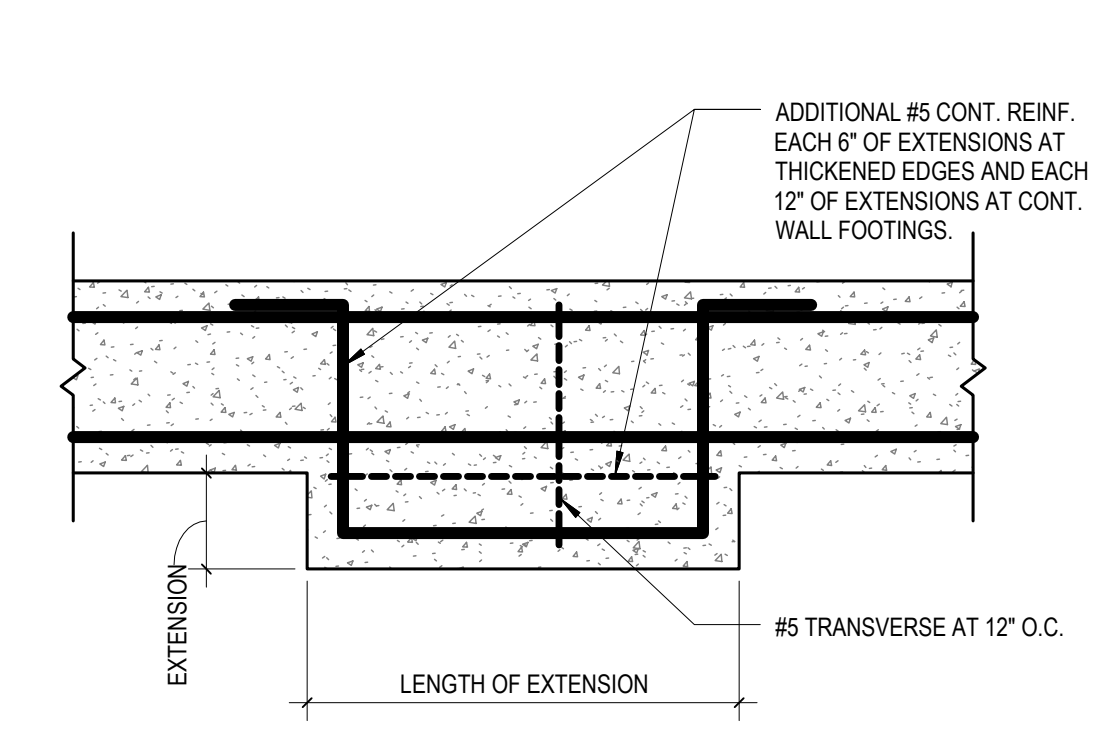 ADDITIONAL #5 CONT. REINF.
EACH 6" OF EXTENSIONS AT
THICKENED EDGES AND EACH
12" OF EXTENSIONS AT CONT.
WALL FOOTINGS.
EXTENSION
#5 TRANSVERSE AT 12" O.C.
LENGTH OF EXTENSION